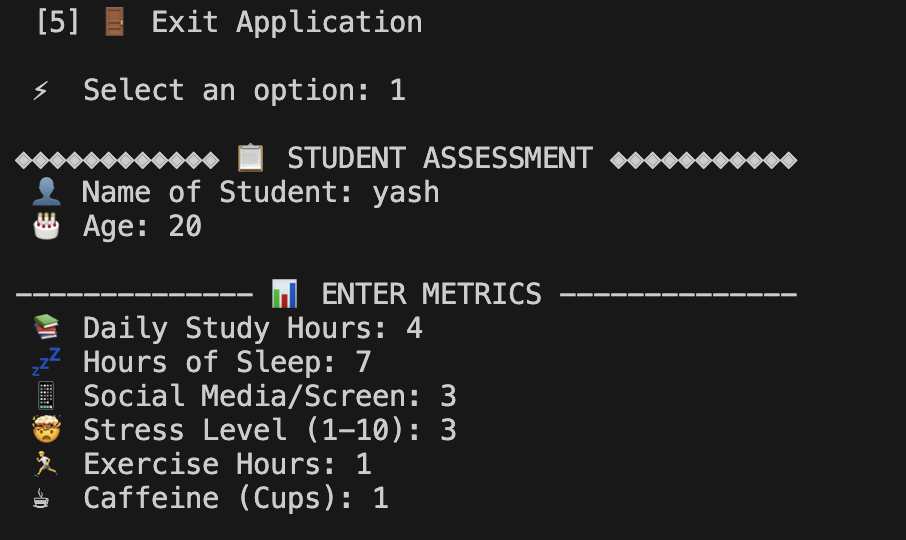 [5] 🚪 Exit Application
⚡ Select an option: 1
◈◈◈◈◈◈◈◈◈◈◈◈ 📋 STUDENT ASSESSMENT ◈◈◈◈◈◈◈◈◈◈◈
👤 Name of Student: yash
🎂 Age: 20
-------------- 📊 ENTER METRICS --------------
📚 Daily Study Hours: 4
💤 Hours of Sleep: 7
📱 Social Media/Screen: 3
🤯 Stress Level (1-10): 3
🏃 Exercise Hours: 1
☕ Caffeine (Cups): 1